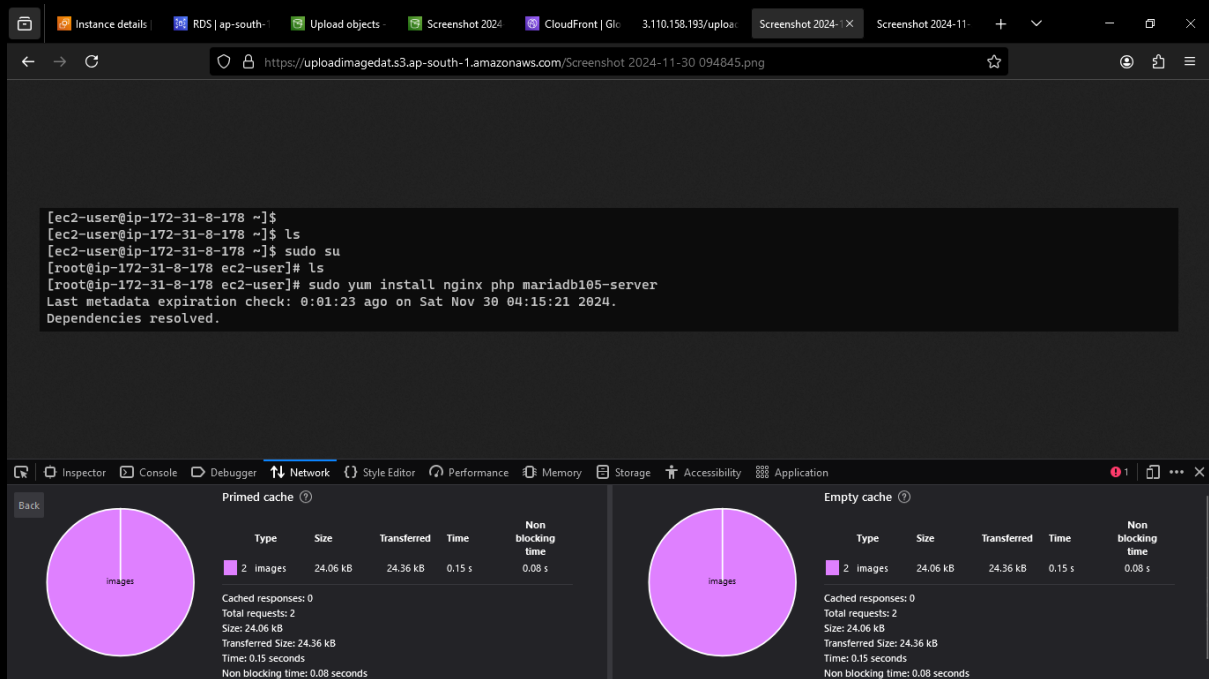 Instance details
RDS | ap-south-1
Upload objects -
Screenshot 2024
CloudFront | Glo
3.110.158.193/upload
Screenshot 2024-1
Screenshot 2024-11-
https://uploadimagedat.s3.ap-south-1.amazonaws.com/Screenshot 2024-11-30 094845.png
[ec2-user@ip-172-31-8-178 ~]$
[ec2-user@ip-172-31-8-178 ~]$ ls
[ec2-user@ip-172-31-8-178 ~]$ sudo su
[root@ip-172-31-8-178 ec2-user]# ls
[root@ip-172-31-8-178 ec2-user]# sudo yum install nginx php mariadb105-server
Last metadata expiration check: 0:01:23 ago on Sat Nov 30 04:15:21 2024.
Dependencies resolved.
Inspector Console Debugger Network {} Style Editor Performance Memory Storage Accessibility Application 1
Back
Primed cache ?
Type Size Transferred Time Non blocking time
2 images 24.06 kB 24.36 kB 0.15 s 0.08 s
images
Cached responses: 0
Total requests: 2
Size: 24.06 kB
Transferred Size: 24.36 kB
Time: 0.15 seconds
Non blocking time: 0.08 seconds
Empty cache ?
Type Size Transferred Time Non blocking time
2 images 24.06 kB 24.36 kB 0.15 s 0.08 s
images
Cached responses: 0
Total requests: 2
Size: 24.06 kB
Transferred Size: 24.36 kB
Time: 0.15 seconds
Non blocking time: 0.08 seconds